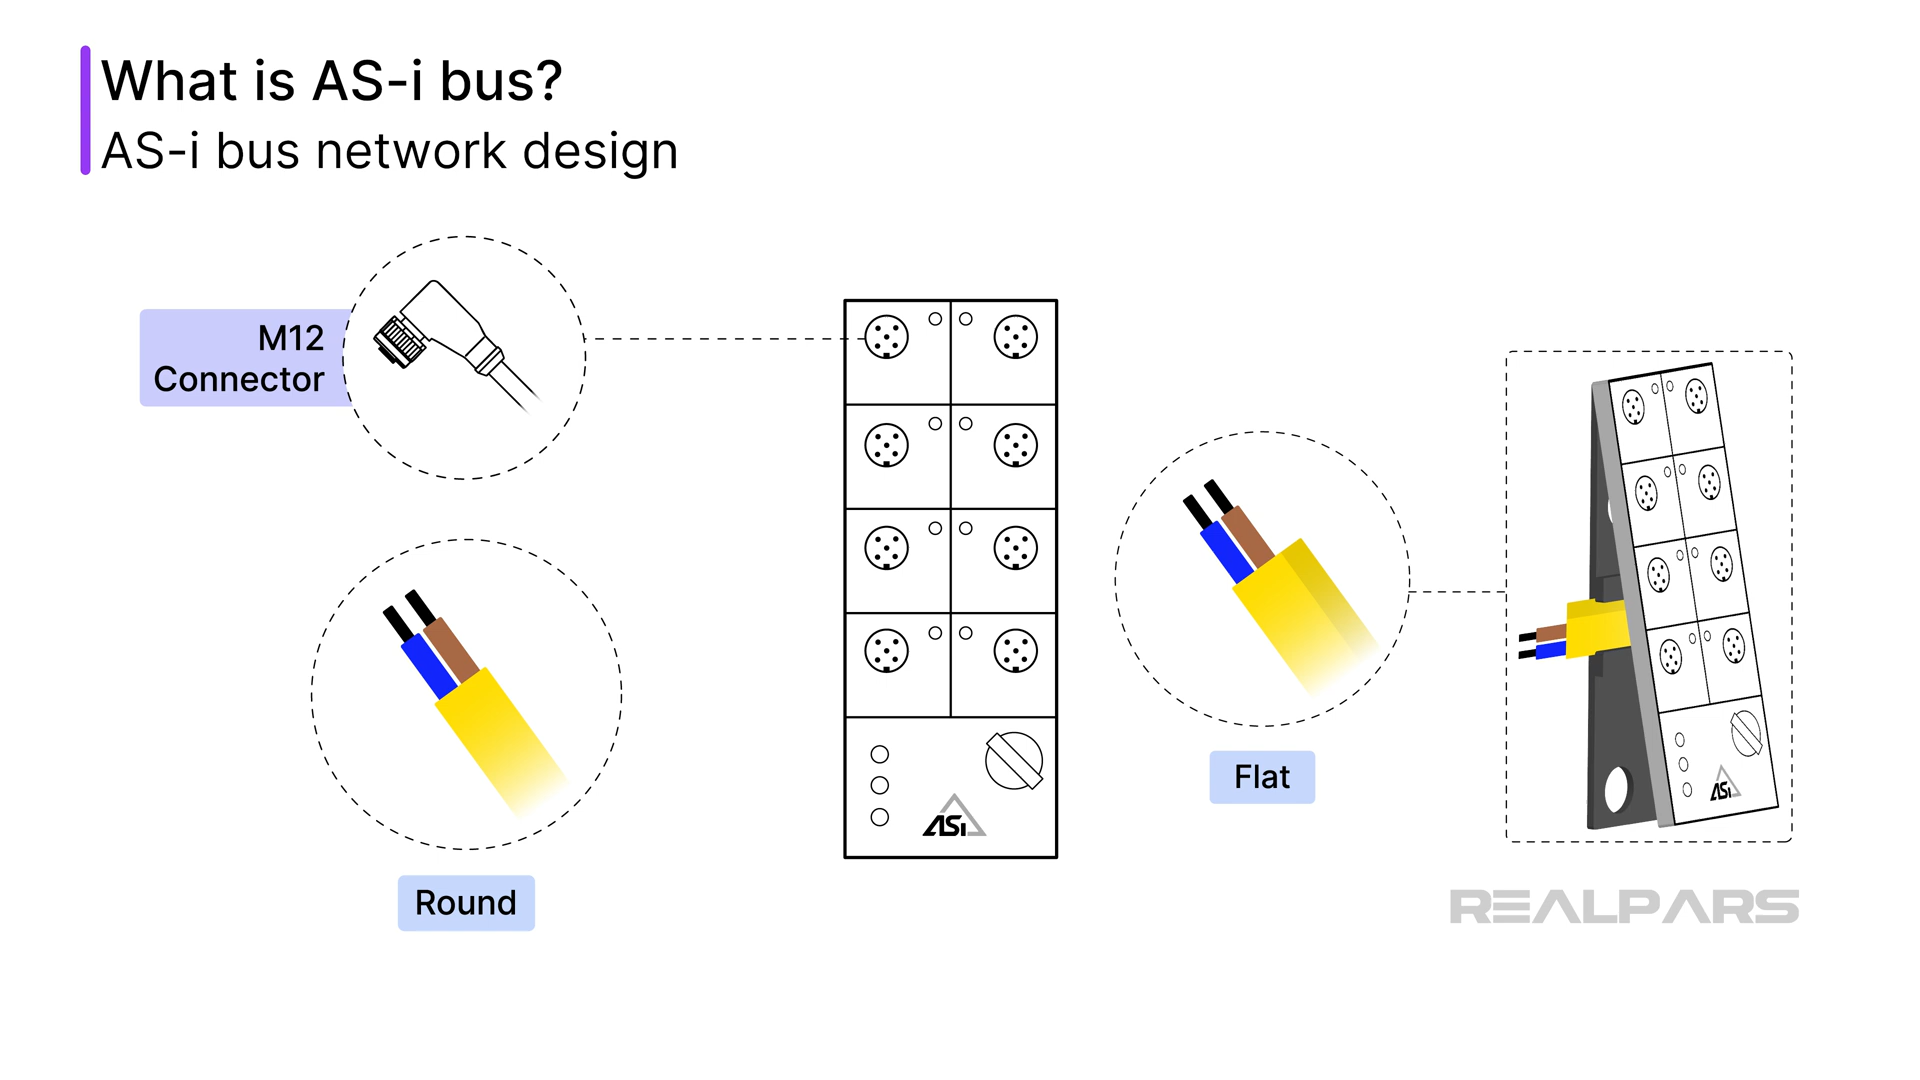 What is AS-i bus?
AS-i bus network design
M12
Connector
Round
Flat
ASi
ASi
REALPARS